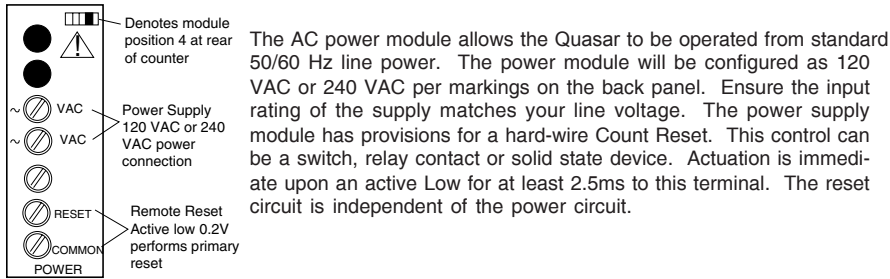 Denotes module
position 4 at rear
of counter
~ VAC
~ VAC
Power Supply
120 VAC or 240
VAC power
connection
RESET
COMMON
POWER
Remote Reset
Active low 0.2V
performs primary
reset
The AC power module allows the Quasar to be operated from standard
50/60 Hz line power. The power module will be configured as 120
VAC or 240 VAC per markings on the back panel. Ensure the input
rating of the supply matches your line voltage. The power supply
module has provisions for a hard-wire Count Reset. This control can
be a switch, relay contact or solid state device. Actuation is immedi-
ate upon an active Low for at least 2.5ms to this terminal. The reset
circuit is independent of the power circuit.